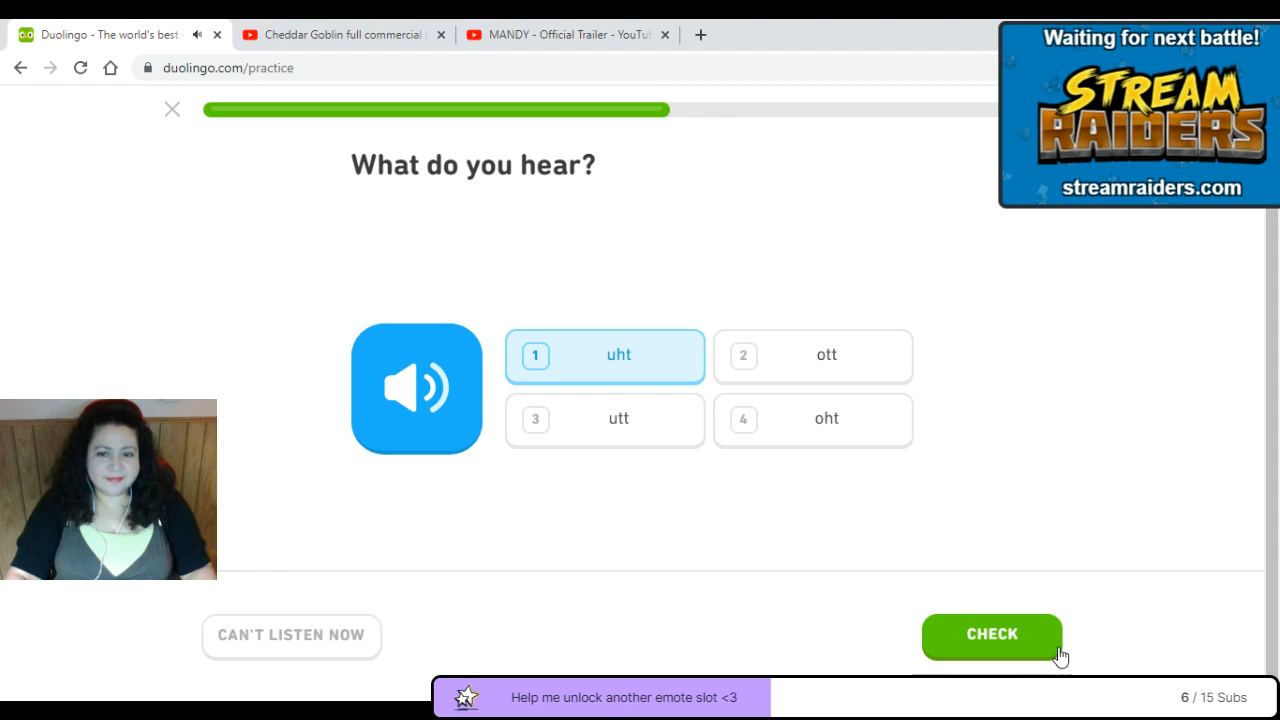 Duolingo - The world's best
Cheddar Goblin full commercial (
MANDY - Official Trailer - YouTu
duolingo.com/practice
Waiting for next battle!
STREAM
RAIDERS
streamraiders.com
What do you hear?
1 uht
2 ott
3 utt
4 oht
CAN'T LISTEN NOW
CHECK
Help me unlock another emote slot <3
6 / 15 Subs